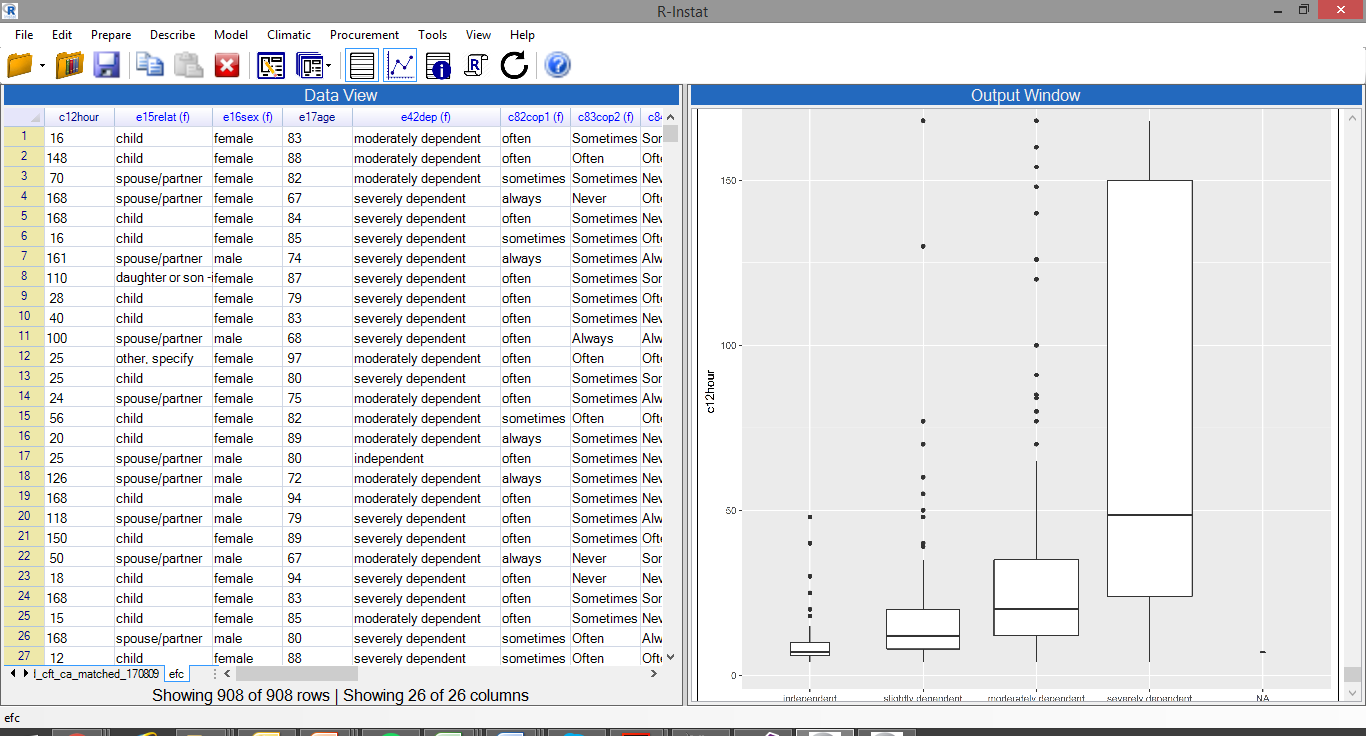 R-Instat
File Edit Prepare Describe Model Climatic Procurement Tools View Help
Data View
c12hour e15relat (f) e16sex (f) e17age e42dep (f) c82cop1 (f) c83cop2 (f) c84
1 16 child female 83 moderately dependent often Sometimes Sor
2 148 child female 88 moderately dependent often Often Ofte
3 70 spouse/partner female 82 moderately dependent sometimes Sometimes Nev
4 168 spouse/partner female 67 severely dependent always Never Ofte
5 168 child female 84 severely dependent often Sometimes Nev
6 16 child female 85 severely dependent sometimes Sometimes Ofte
7 161 spouse/partner male 74 severely dependent always Sometimes Alw
8 110 daughter or son -i female 87 severely dependent often Sometimes Sor
9 28 child female 79 severely dependent often Sometimes Ofte
10 40 child female 83 severely dependent often Sometimes Nev
11 100 spouse/partner male 68 severely dependent often Always Alw
12 25 other, specify female 97 moderately dependent often Often Ofte
13 25 child female 80 severely dependent often Sometimes Sor
14 24 spouse/partner male 75 moderately dependent often Sometimes Alw
15 56 child female 82 moderately dependent sometimes Often Ofte
16 20 child female 89 moderately dependent always Sometimes Nev
17 25 spouse/partner male 80 independent often Sometimes Nev
18 126 spouse/partner male 72 moderately dependent always Sometimes Nev
19 168 child male 94 moderately dependent often Sometimes Nev
20 118 spouse/partner male 79 severely dependent often Sometimes Alw
21 150 child female 89 severely dependent often Sometimes Ofte
22 50 spouse/partner male 67 moderately dependent always Never Sor
23 18 child female 94 severely dependent often Never Nev
24 168 child female 83 severely dependent often Sometimes Sor
25 15 child female 85 moderately dependent often Sometimes Nev
26 168 spouse/partner male 80 severely dependent sometimes Often Alw
27 12 child female 88 severely dependent sometimes Often Ofte
l_cft_ca_matched_170809 efc
Showing 908 of 908 rows | Showing 26 of 26 columns
efc
Output Window
150
100
c12hour
50
0
independent slightly dependent moderately dependent severely dependent NA